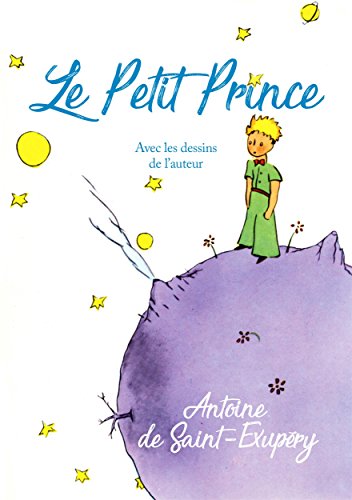 Le Petit Prince
Avec les dessins
de l'auteur
Antoine
de Saint-Exupéry